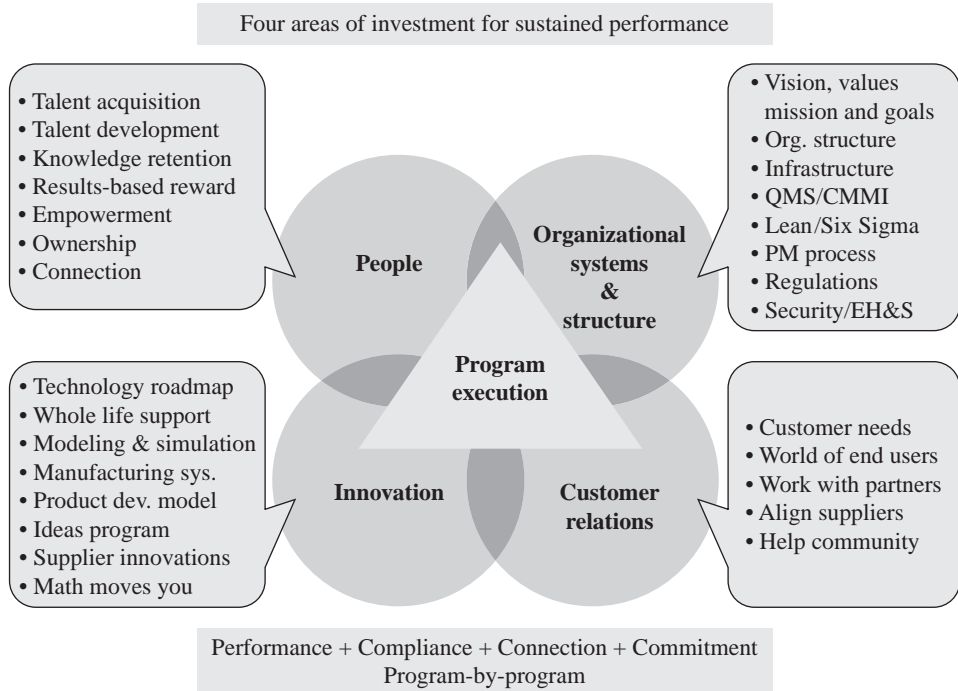 Four areas of investment for sustained performance
• Talent acquisition
• Talent development
• Knowledge retention
• Results-based reward
• Empowerment
• Ownership
• Connection
• Vision, values
mission and goals
• Org. structure
• Infrastructure
• QMS/CMMI
• Lean/Six Sigma
• PM process
• Regulations
• Security/EH&S
People
Organizational
systems
&
structure
Program
execution
Innovation
Customer
relations
• Technology roadmap
• Whole life support
• Modeling & simulation
• Manufacturing sys.
• Product dev. model
• Ideas program
• Supplier innovations
• Math moves you
• Customer needs
• World of end users
• Work with partners
• Align suppliers
• Help community
Performance + Compliance + Connection + Commitment
Program-by-program